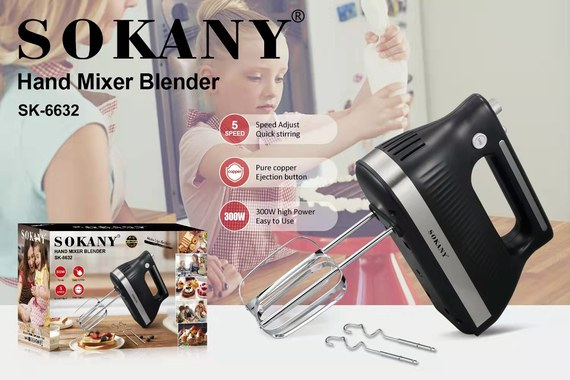 SOKANY®
Hand Mixer Blender
SK-6632
5
SPEED
Speed Adjust
Quick stirring
copper
Pure copper
Ejection button
300W
300W high Power
Easy to Use
SOKANY
SOKANY
SOKANY
HAND MIXER BLENDER
SK-6632